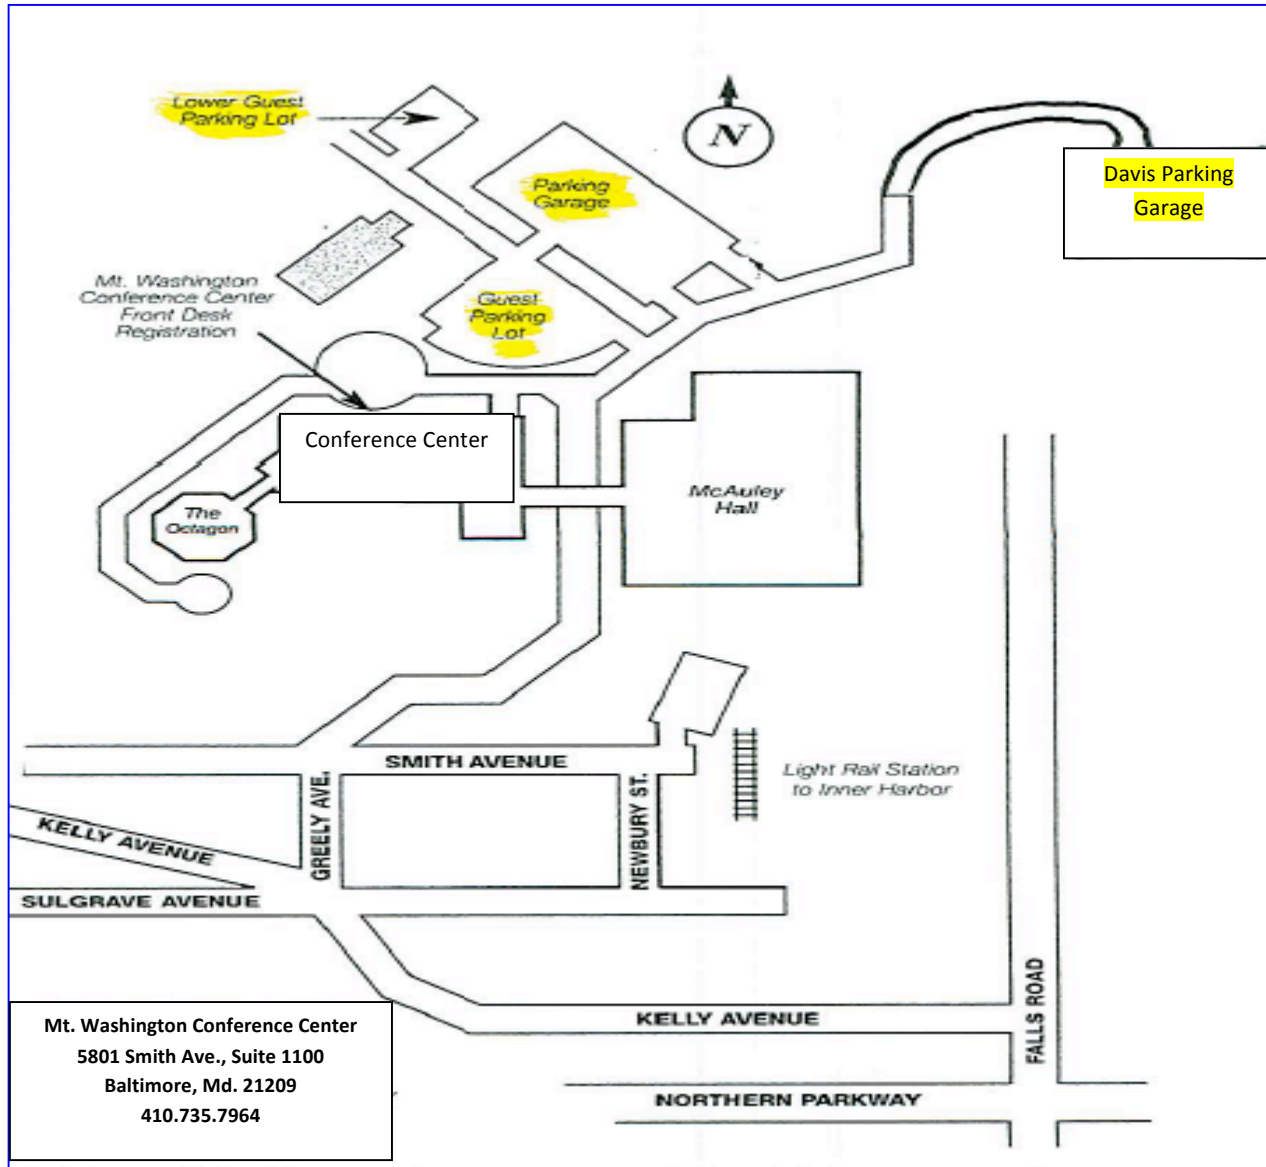 Lower Guest
Parking Lot
N
Davis Parking
Garage
Parking
Garage
Mt. Washington
Conference Center
Front Desk
Registration
Guest
Parking
Lot
Conference Center
McAuley
Hall
The
Octagon
SMITH AVENUE
Light Rail Station
to Inner Harbor
GREELY AVE.
NEWBURY ST.
KELLY AVENUE
SULGRAVE AVENUE
FALLS ROAD
KELLY AVENUE
Mt. Washington Conference Center
5801 Smith Ave., Suite 1100
Baltimore, Md. 21209
410.735.7964
NORTHERN PARKWAY